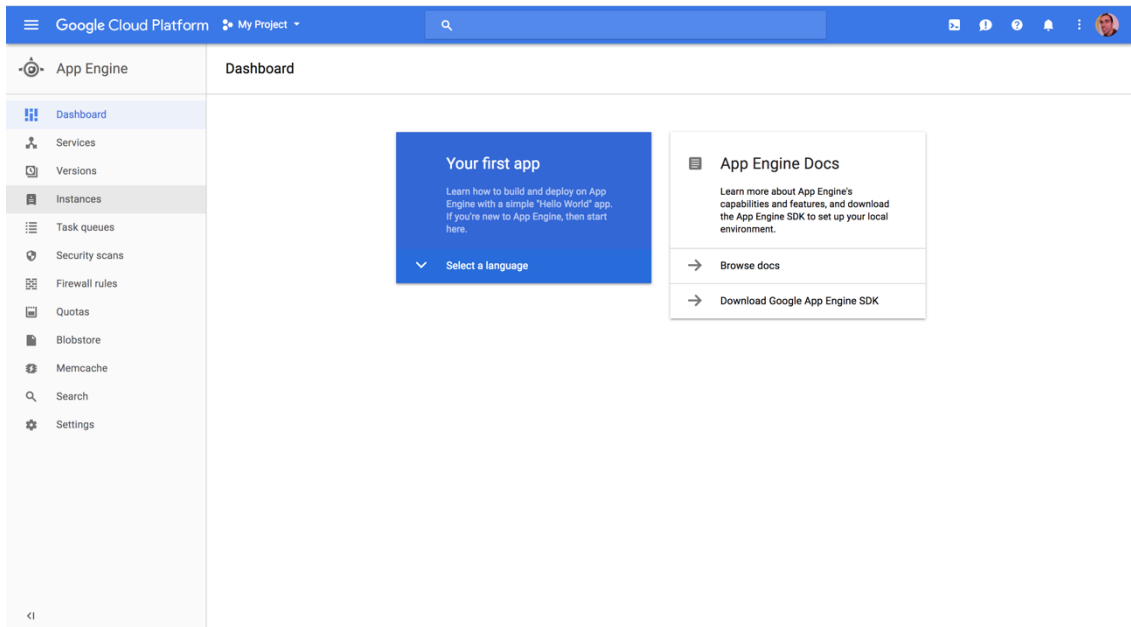 Google Cloud Platform
My Project
App Engine
Dashboard
Dashboard
Services
Versions
Instances
Task queues
Security scans
Firewall rules
Quotas
Blobstore
Memcache
Search
Settings
Your first app
Learn how to build and deploy on App
Engine with a simple "Hello World" app.
If you're new to App Engine, then start
here.
Select a language
App Engine Docs
Learn more about App Engine's
capabilities and features, and download
the App Engine SDK to set up your local
environment.
Browse docs
Download Google App Engine SDK